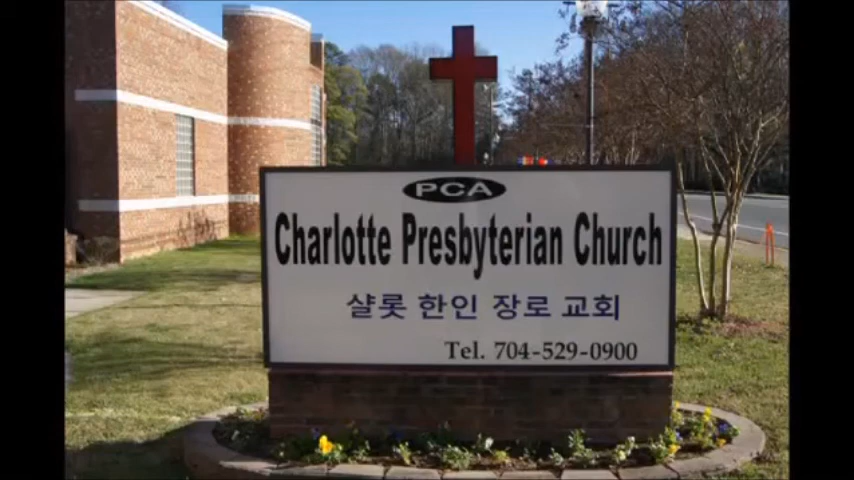 PCA
Charlotte Presbyterian Church
샬롯 한인 장로 교회
Tel. 704-529-0900